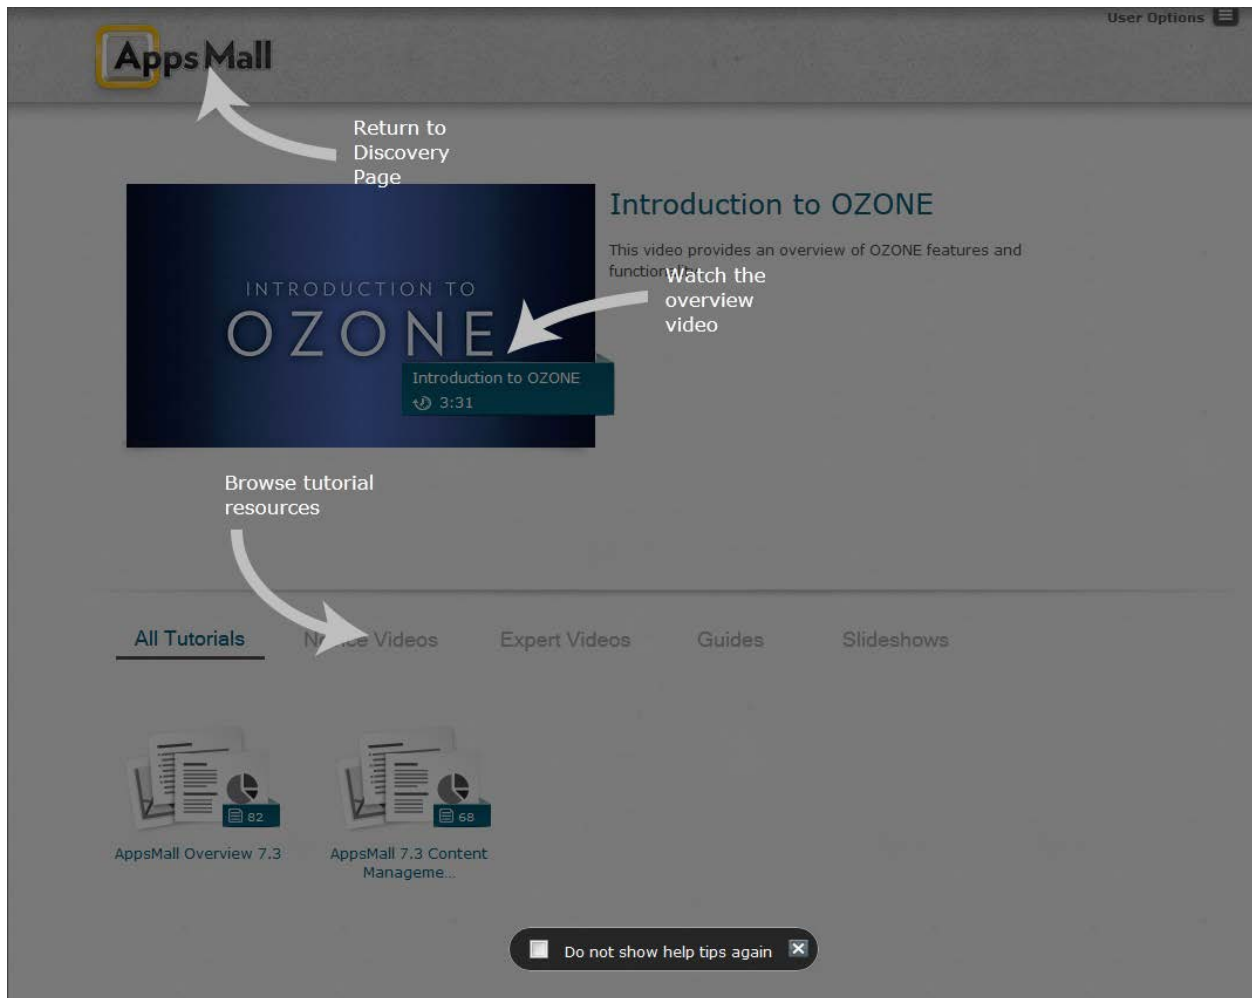 User Options
Apps Mall
Return to
Discovery
Page
Introduction to OZONE
This video provides an overview of OZONE features and
functionality.
Watch the
overview
video
INTRODUCTION TO
OZONE
Introduction to OZONE
3:31
Browse tutorial
resources
All Tutorials Novice Videos Expert Videos Guides Slideshows
82 68
AppsMall Overview 7.3 AppsMall 7.3 Content
Manageme...
Do not show help tips again